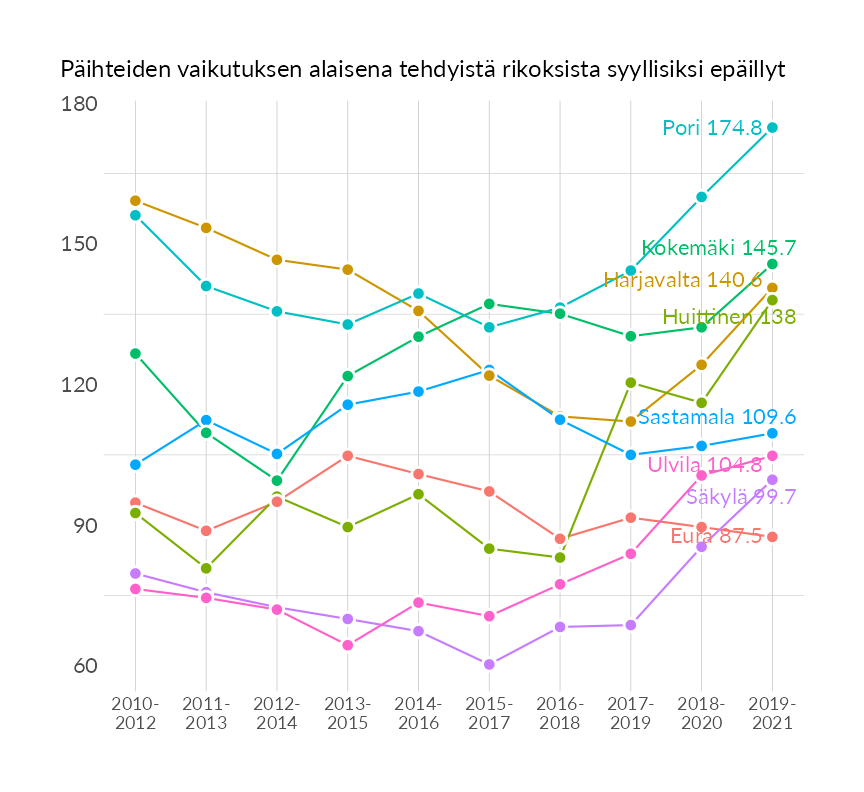 Päihteiden vaikutuksen alaisena tehdyistä rikoksista syyllisiksi epäillyt
180
Pori 174.8
150
Kokemäki 145.7
Harjavalta 140.6
Huittinen 138
120
Sastamala 109.6
Ulvila 104.8
Säkylä 99.7
90
Eura 87.5
60
2010- 2011- 2012- 2013- 2014- 2015- 2016- 2017- 2018- 2019-
2012 2013 2014 2015 2016 2017 2018 2019 2020 2021